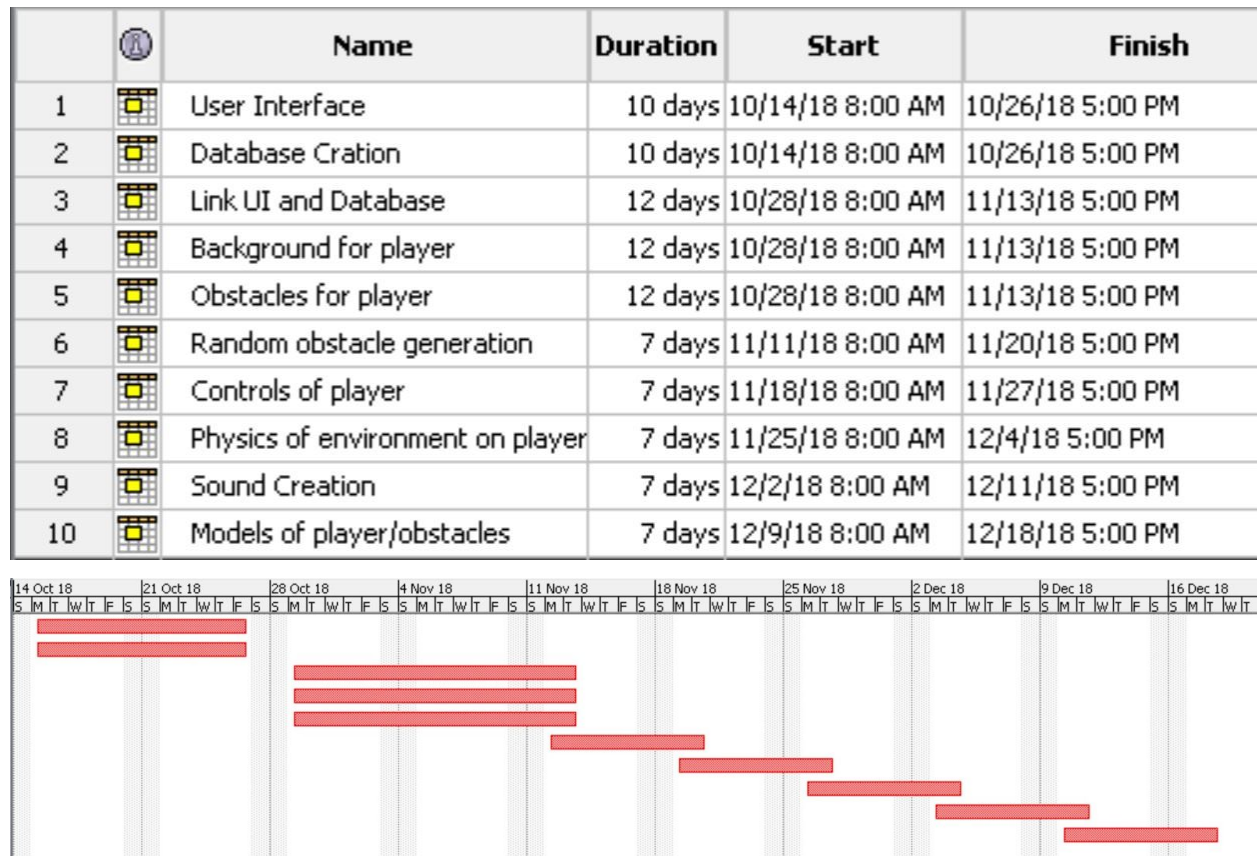 Name Duration Start Finish
1 User Interface 10 days 10/14/18 8:00 AM 10/26/18 5:00 PM
2 Database Cration 10 days 10/14/18 8:00 AM 10/26/18 5:00 PM
3 Link UI and Database 12 days 10/28/18 8:00 AM 11/13/18 5:00 PM
4 Background for player 12 days 10/28/18 8:00 AM 11/13/18 5:00 PM
5 Obstacles for player 12 days 10/28/18 8:00 AM 11/13/18 5:00 PM
6 Random obstacle generation 7 days 11/11/18 8:00 AM 11/20/18 5:00 PM
7 Controls of player 7 days 11/18/18 8:00 AM 11/27/18 5:00 PM
8 Physics of environment on player 7 days 11/25/18 8:00 AM 12/4/18 5:00 PM
9 Sound Creation 7 days 12/2/18 8:00 AM 12/11/18 5:00 PM
10 Models of player/obstacles 7 days 12/9/18 8:00 AM 12/18/18 5:00 PM
14 Oct 18 21 Oct 18 28 Oct 18 4 Nov 18 11 Nov 18 18 Nov 18 25 Nov 18 2 Dec 18 9 Dec 18 16 Dec 18
S M T W T F S S M T W T F S S M T W T F S S M T W T F S S M T W T F S S M T W T F S S M T W T F S S M T W T F S S M T W T F S S M T W T